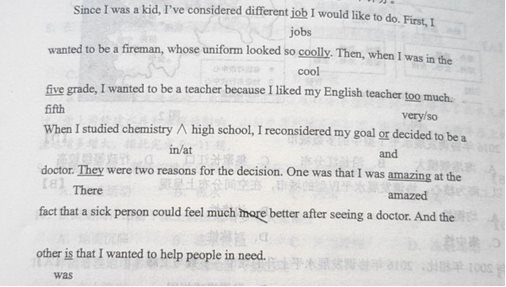 Since I was a kid, I've considered different job I would like to do. First, I
jobs
wanted to be a fireman, whose uniform looked so coolly. Then, when I was in the
cool
five grade, I wanted to be a teacher because I liked my English teacher too much.
fifth very/so
When I studied chemistry ∧ high school, I reconsidered my goal or decided to be a
in/at and
doctor. They were two reasons for the decision. One was that I was amazing at the
There amazed
fact that a sick person could feel much more better after seeing a doctor. And the
other is that I wanted to help people in need.
was